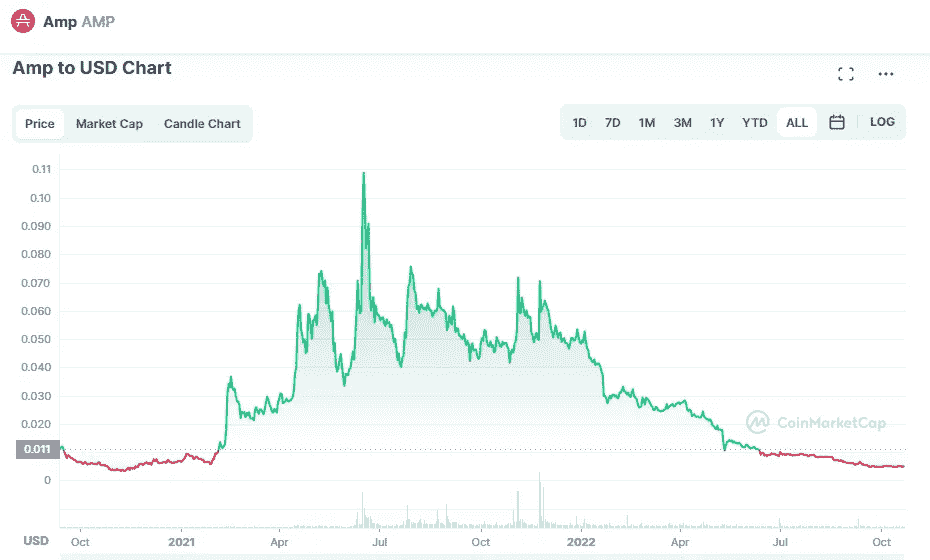 Amp AMP
Amp to USD Chart
Price Market Cap Candle Chart
1D 7D 1M 3M 1Y YTD ALL LOG
0.11
0.10
0.090
0.080
0.070
0.060
0.050
0.040
0.030
0.020
0.011
0
CoinMarketCap
USD Oct 2021 Apr Jul Oct 2022 Apr Jul Oct